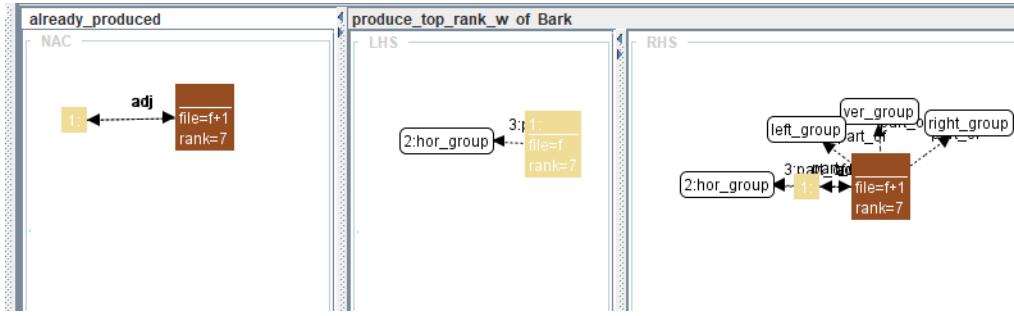 already_produced
produce_top_rank_w of Bark
NAC
LHS
RHS
adj
1:
file=f+1
rank=7
2:hor_group
3:p
1:
file=f
rank=7
ver_group
left_group
right_group
part_of
2:hor_group
1:
file=f+1
rank=7